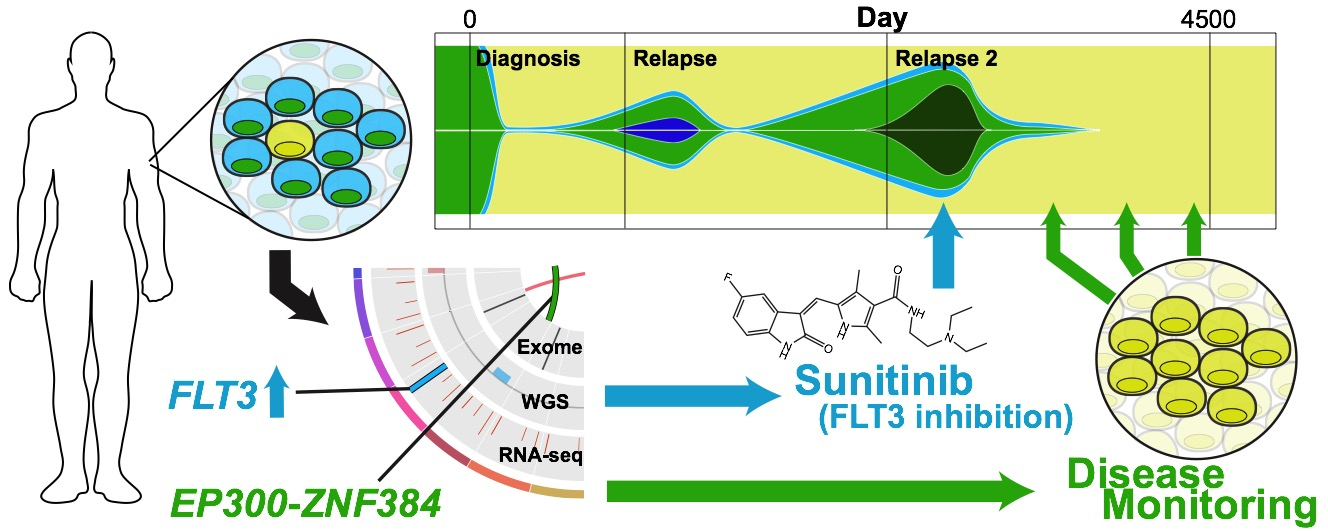 0
Day
4500
Diagnosis
Relapse
Relapse 2
F
N
H
O
N
H
O
NH
N
Exome
WGS
RNA-seq
FLT3
EP300-ZNF384
Sunitinib
(FLT3 inhibition)
Disease
Monitoring